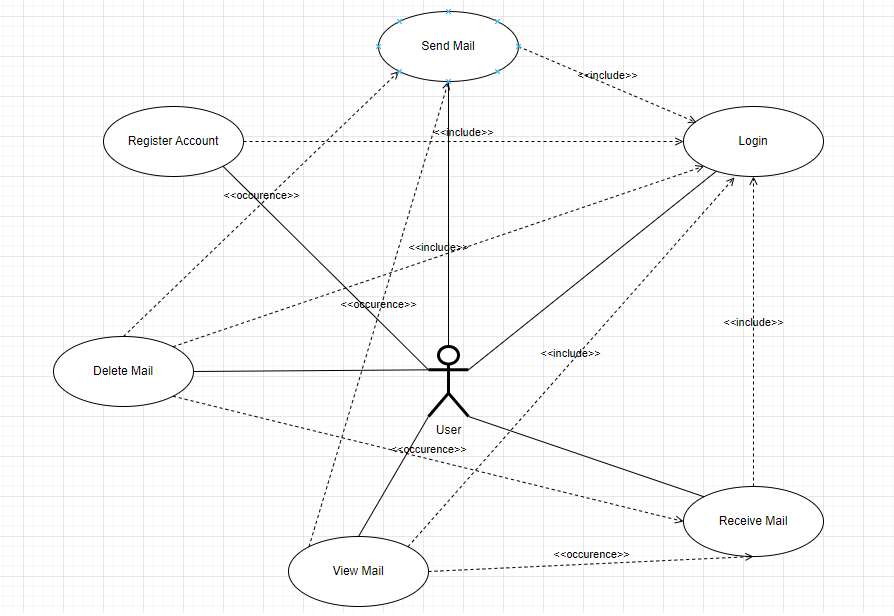 Send Mail
<<include>>
<<include>>
Register Account
Login
<<occurence>>
<<include>>
<<occurence>>
<<include>>
<<include>>
Delete Mail
User
<<occurence>>
Receive Mail
<<occurence>>
View Mail